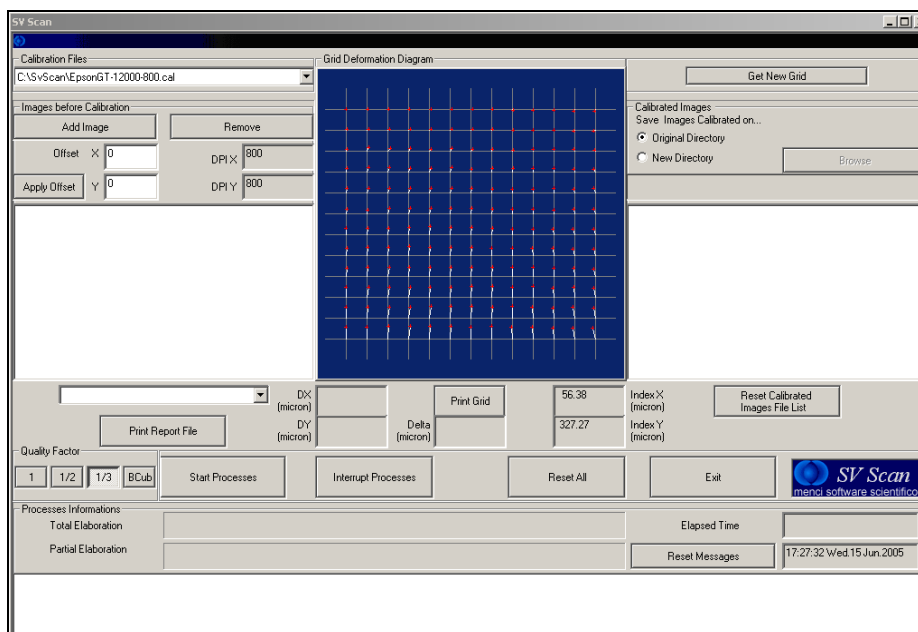 SV Scan
Calibration Files
C:\SvScan\EpsonGT-12000-800.cal
Grid Deformation Diagram
Get New Grid
Images before Calibration
Add Image
Remove
Offset X 0
DPI X 800
Apply Offset Y 0
DPI Y 800
Calibrated Images
Save Images Calibrated on...
Original Directory
New Directory
Browse
DX
(micron)
Print Grid
56.38
Index X
(micron)
Reset Calibrated
Images File List
Print Report File
DY
(micron)
Delta
(micron)
327.27
Index Y
(micron)
Quality Factor
1 1/2 1/3 BCub
Start Processes
Interrupt Processes
Reset All
Exit
SV Scan
menci software scientifico
Processes Informations
Total Elaboration
Elapsed Time
Partial Elaboration
Reset Messages
17:27:32 Wed.15 Jun.2005